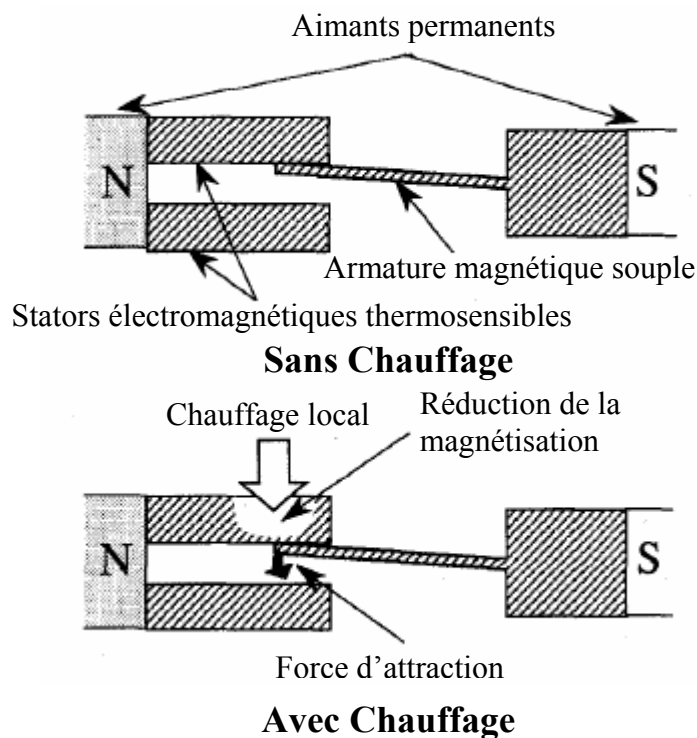 Aimants permanents
N
S
Armature magnétique souple
Stators électromagnétiques thermosensibles
Sans Chauffage
Chauffage local
Réduction de la
magnétisation
N
S
Force d’attraction
Avec Chauffage